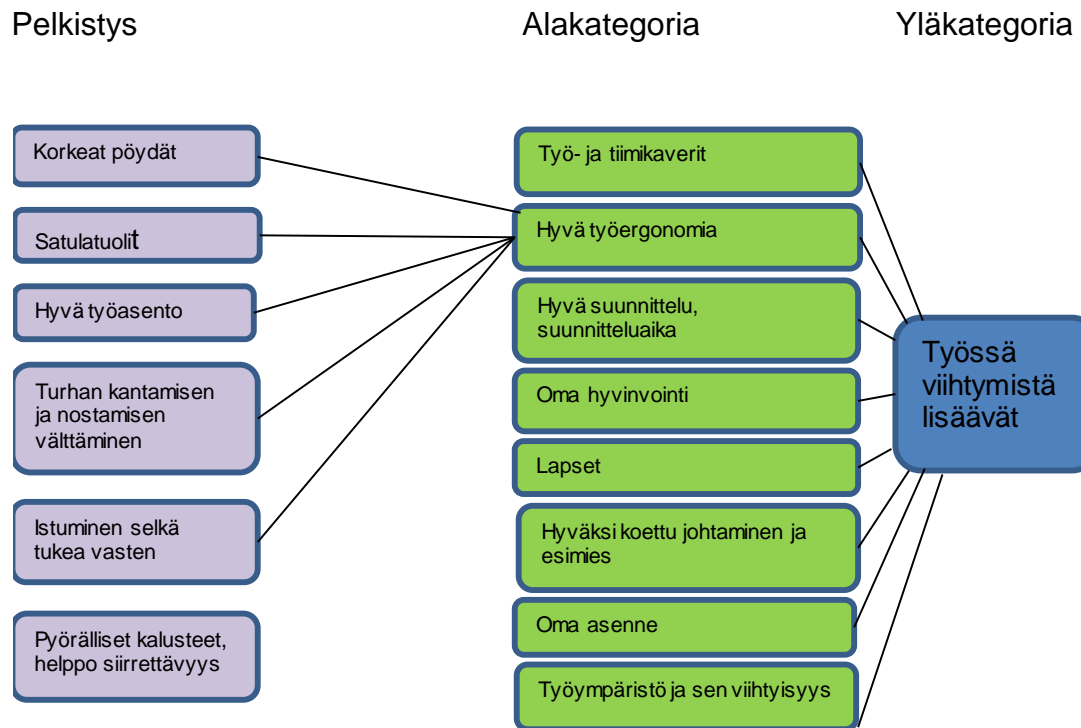 Pelkistys
Alakategoria
Yläkategoria
Korkeat pöydät
Satulatuolit
Hyvä työasento
Turhan kantamisen
ja nostamisen
välttäminen
Istuminen selkä
tukea vasten
Pyörälliset kalusteet,
helppo siirrettävyys
Työ- ja tiimikaverit
Hyvä työergonomia
Hyvä suunnittelu,
suunnitteluaika
Oma hyvinvointi
Lapset
Hyväksi koettu johtaminen ja
esimies
Oma asenne
Työympäristö ja sen viihtyisyys
Työssä
viihtymistä
lisäävät